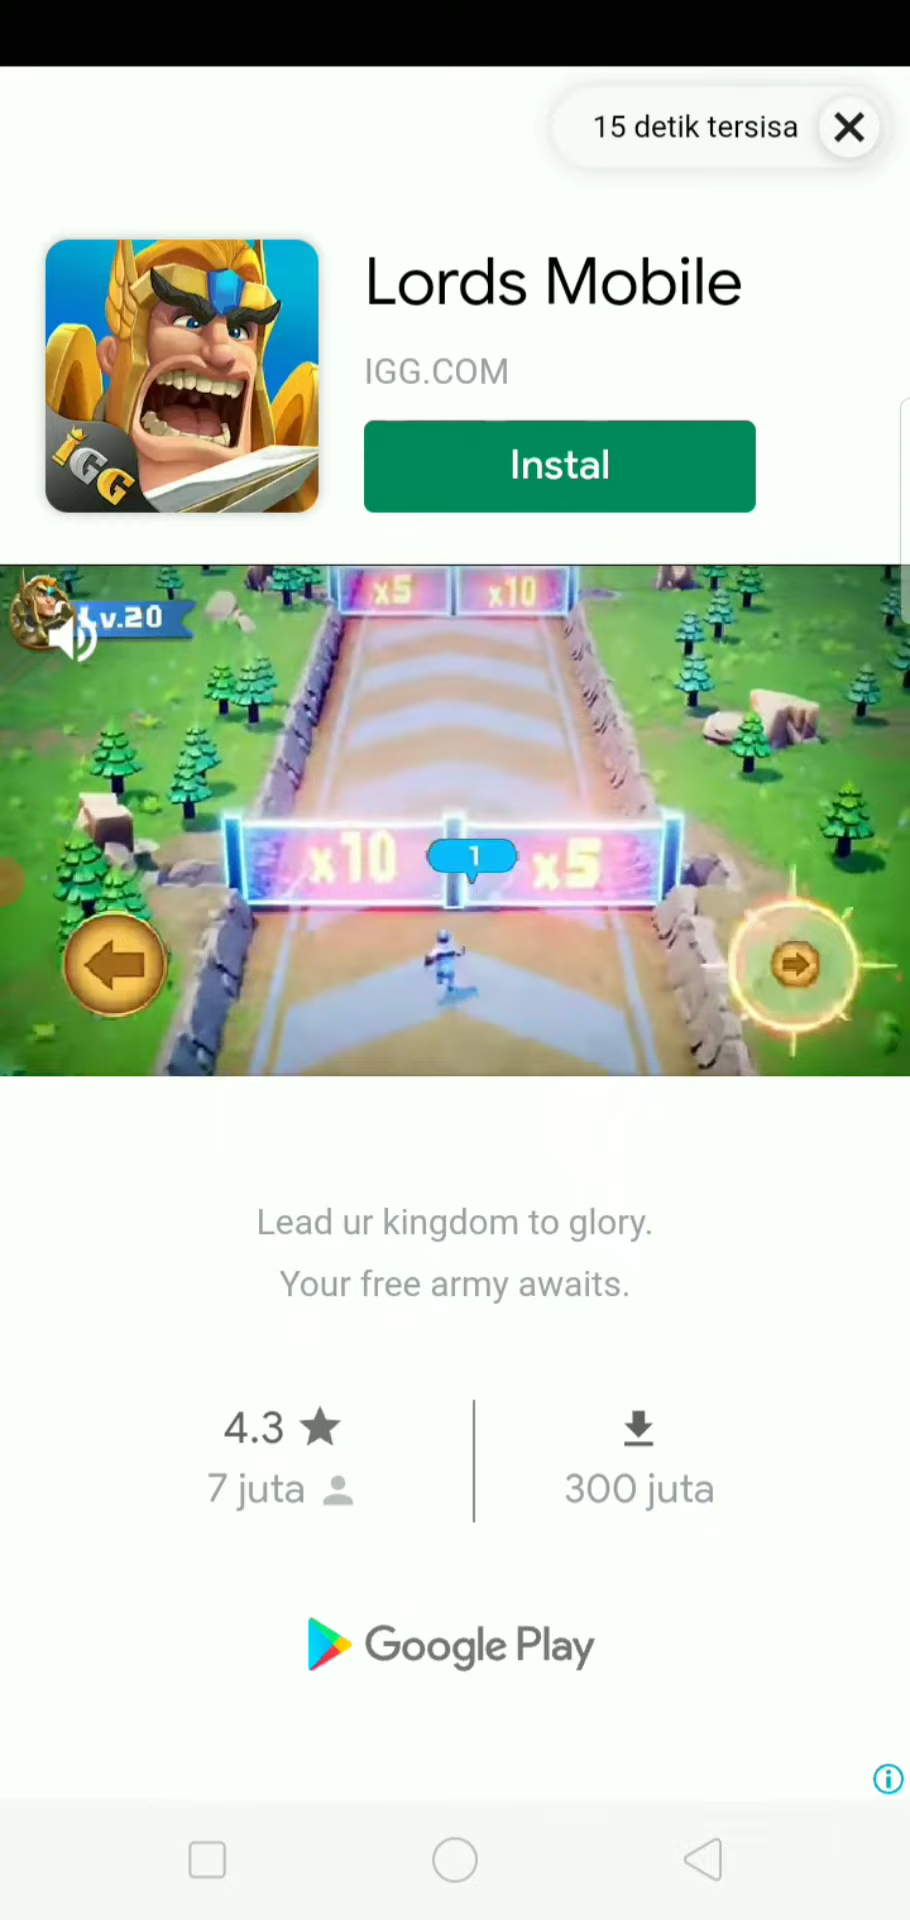 15 detik tersisa
Lords Mobile
IGG.COM
Instal
IGG
x5 x10
Lv.20
x10 1 x5
Lead ur kingdom to glory.
Your free army awaits.
4.3
7 juta
300 juta
Google Play